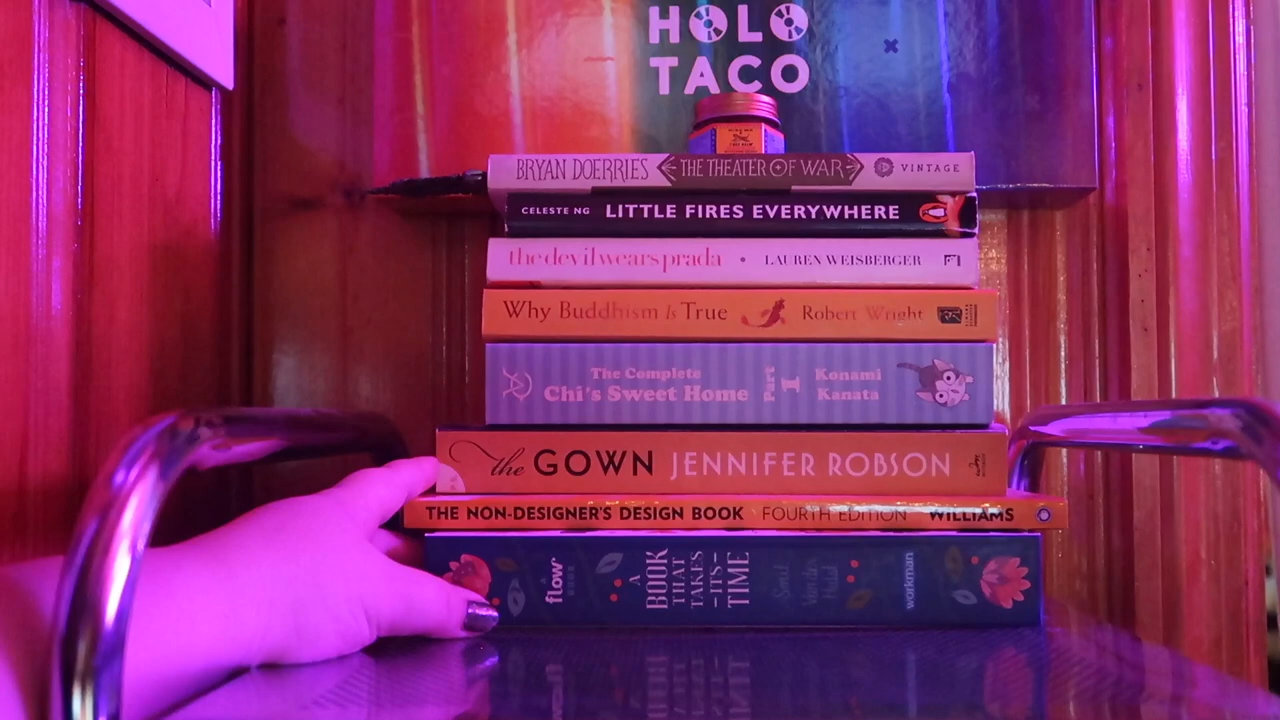 HOLO
TACO
BRYAN DOERRIES THE THEATER OF WAR VINTAGE
CELESTE NG LITTLE FIRES EVERYWHERE
the devil wears prada • LAUREN WEISBERGER
Why Buddhism Is True Robert Wright
The Complete
Chi's Sweet Home
Part
1
Konami
Kanata
the GOWN JENNIFER ROBSON
THE NON-DESIGNER'S DESIGN BOOK FOURTH EDITION WILLIAMS
A
flow
BOOK
A
BOOK
THAT
TAKES
-ITS-
TIME
workman